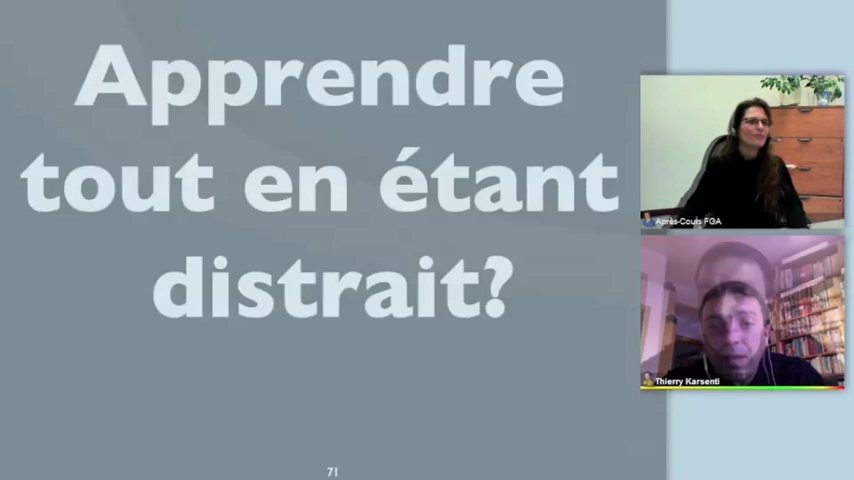 Apprendre
tout en étant
distrait?
71
Après-Cours FGA
Thierry Karsenti